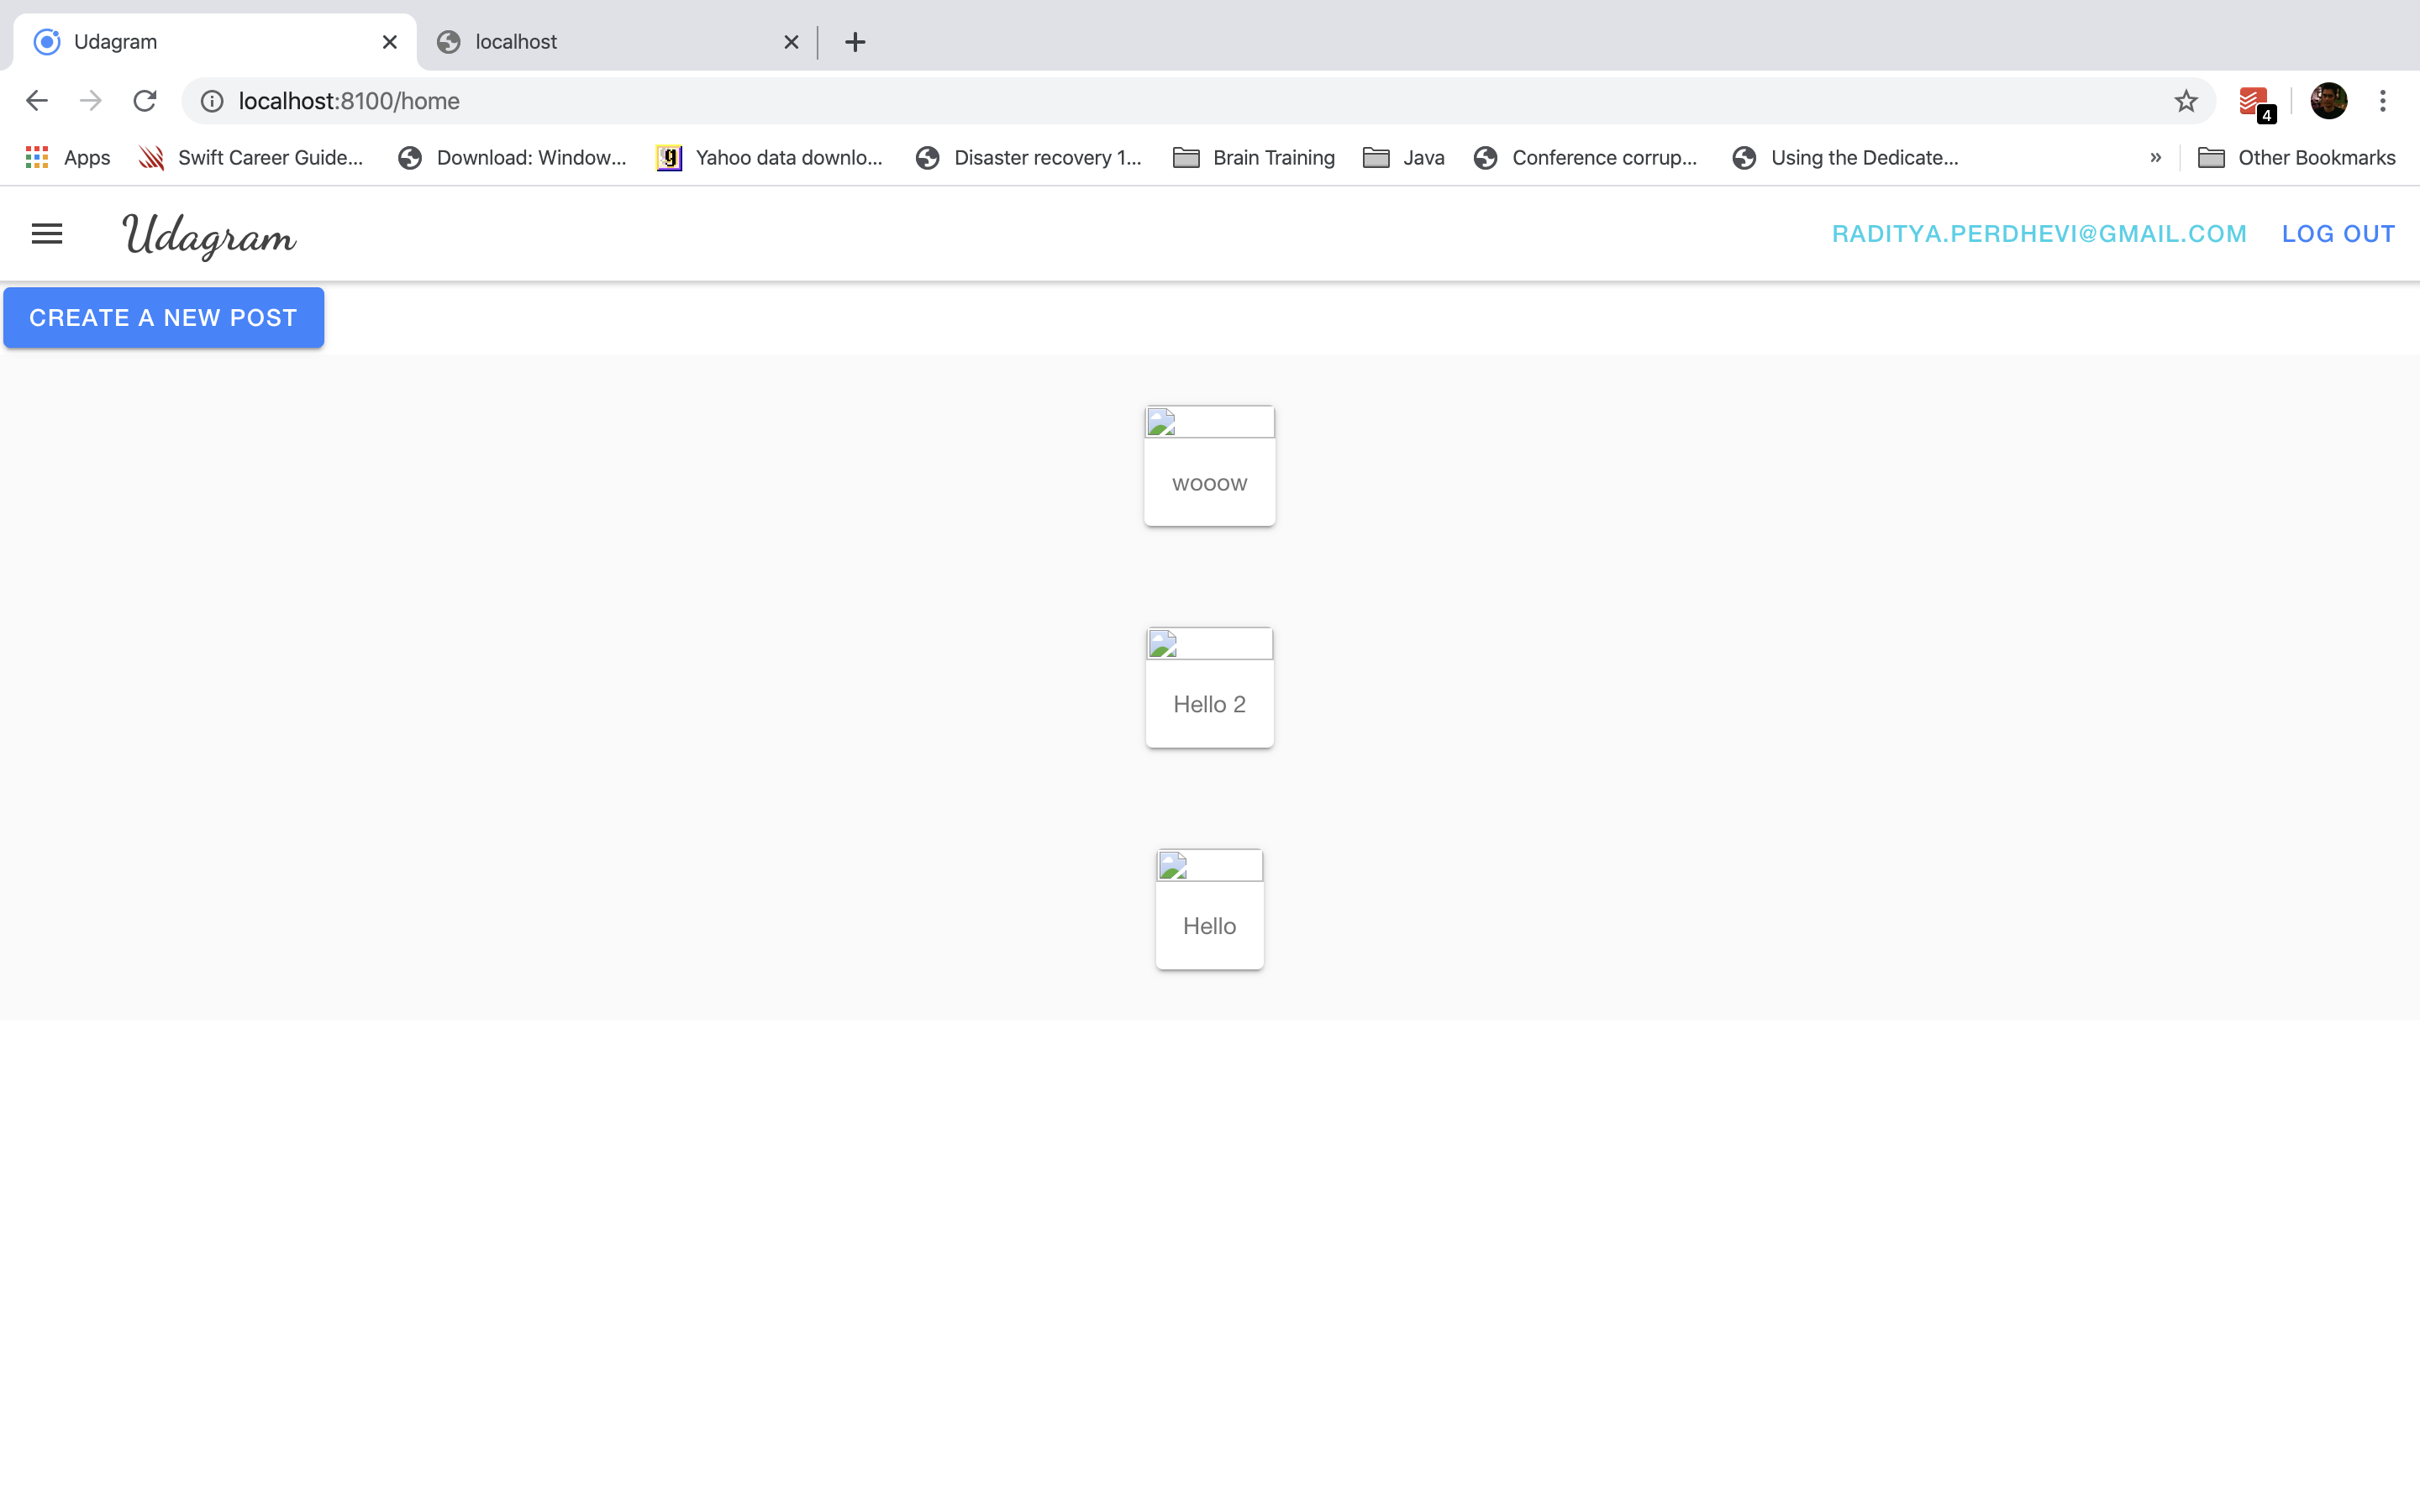 Udagram
localhost
localhost:8100/home
4
Apps
Swift Career Guide...
Download: Window...
Yahoo data downlo...
Disaster recovery 1...
Brain Training
Java
Conference corrup...
Using the Dedicate...
»
Other Bookmarks
Udagram
RADITYA.PERDHEVI@GMAIL.COM
LOG OUT
CREATE A NEW POST
wooow
Hello 2
Hello